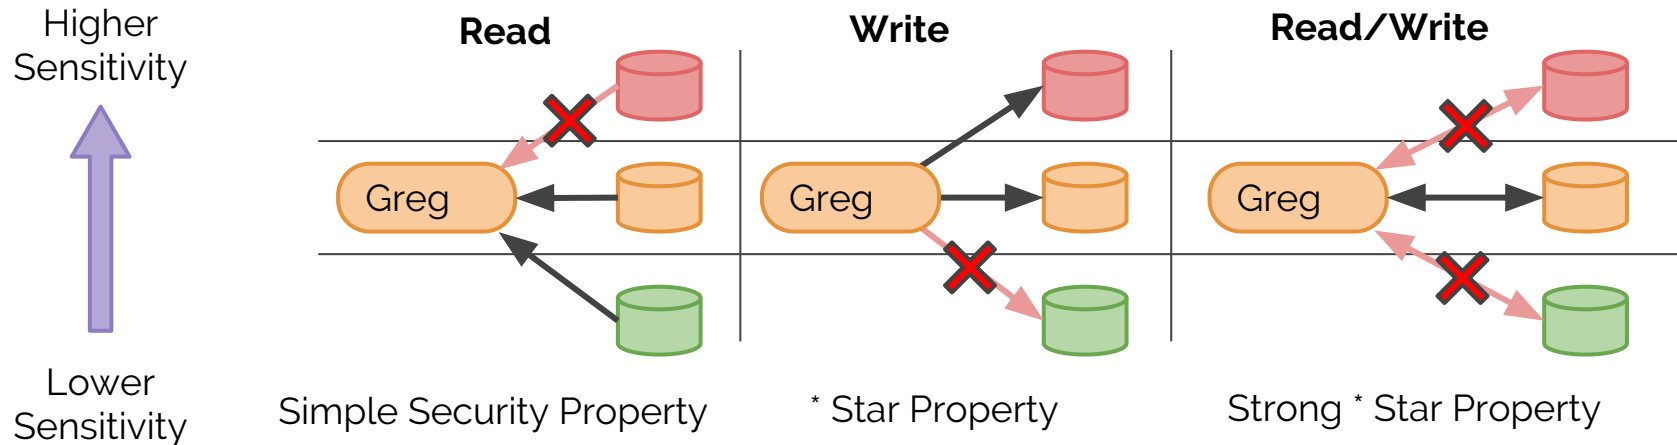 Higher
Sensitivity
Read
Write
Read/Write
Greg
Greg
Greg
Lower
Sensitivity
Simple Security Property
* Star Property
Strong * Star Property